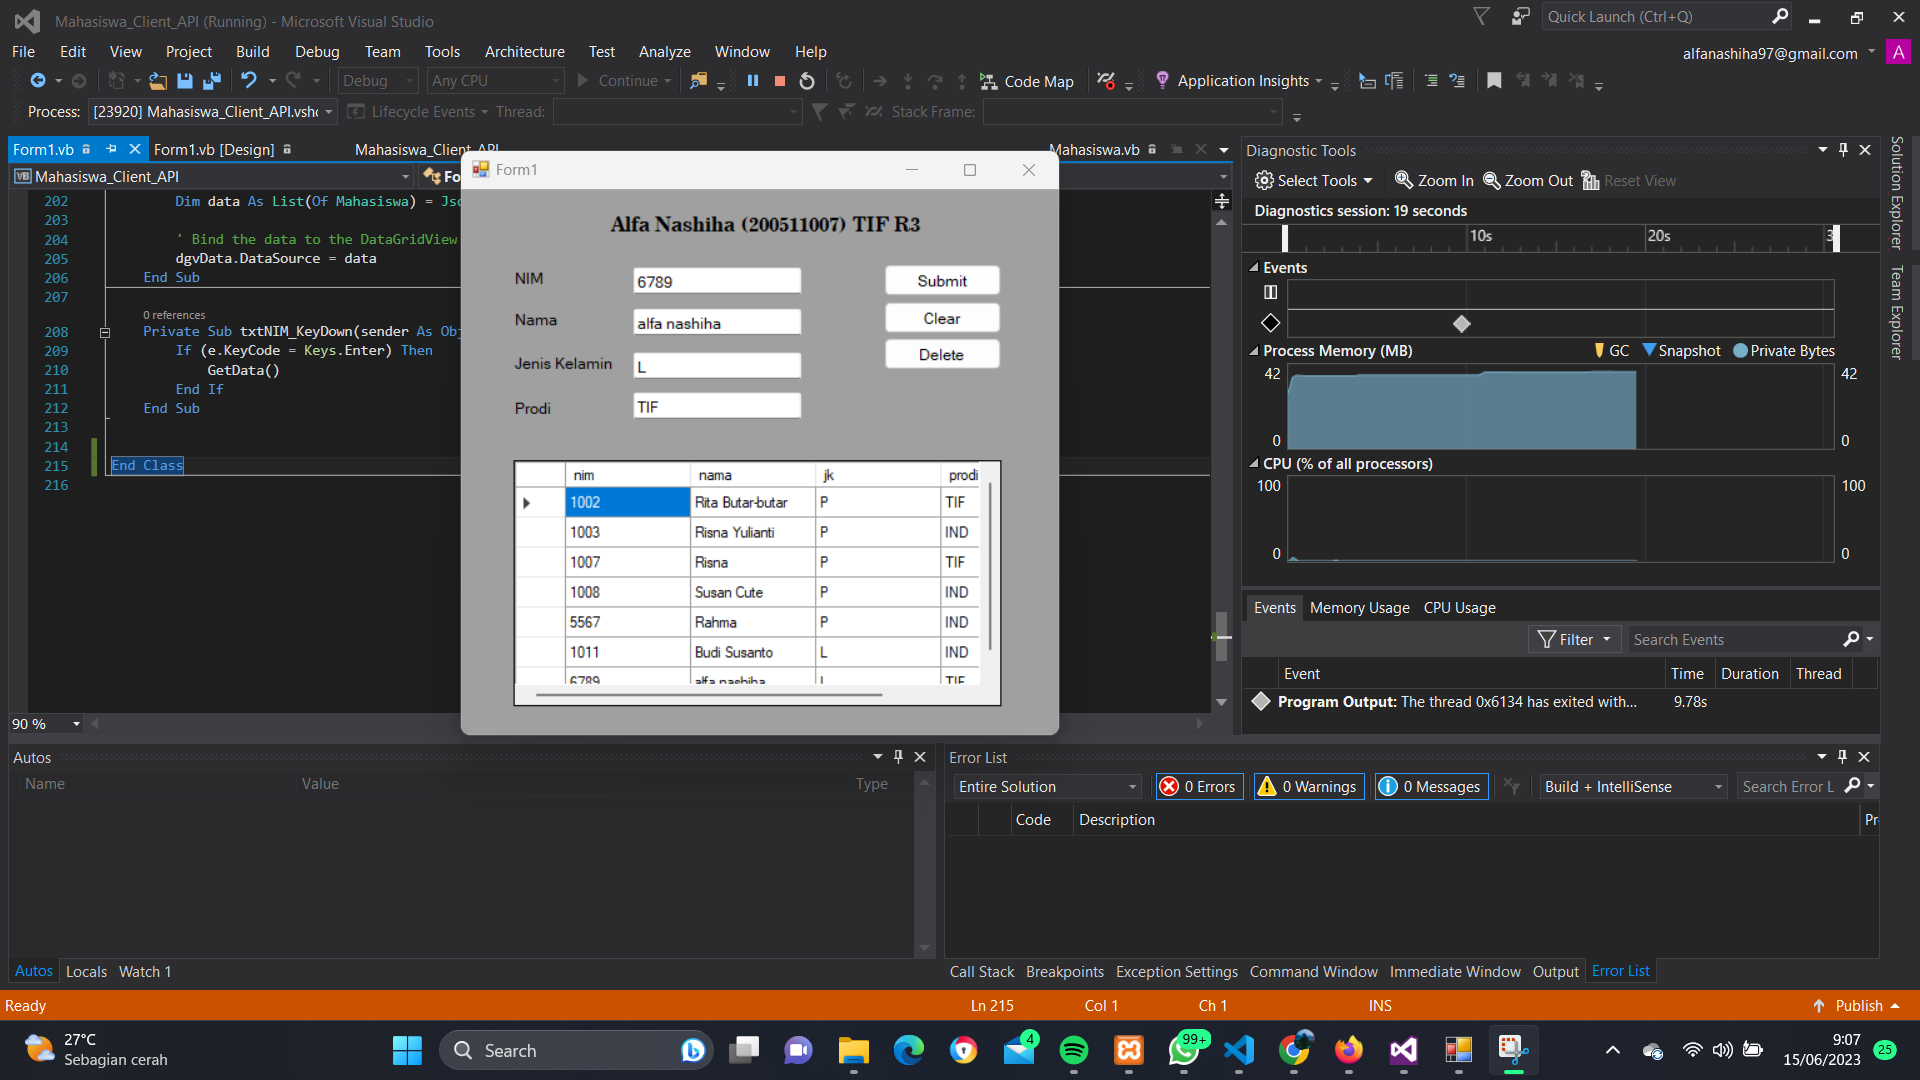 Mahasiswa_Client_API (Running) - Microsoft Visual Studio
Quick Launch (Ctrl+Q)
File Edit View Project Build Debug Team Tools Architecture Test Analyze Window Help
alfanashiha97@gmail.com
A
Debug
Any CPU
Continue
Code Map
Application Insights
Process:
[23920] Mahasiswa_Client_API.vshc
Lifecycle Events
Thread:
Stack Frame:
Form1.vb
Form1.vb [Design]
Mahasiswa_Client_API
Mahasiswa.vb
VB Mahasiswa_Client_API
Fo
202 Dim data As List(Of Mahasiswa) = Jsc
203
204 ' Bind the data to the DataGridView
205 dgvData.DataSource = data
206 End Sub
207
0 references
208 Private Sub txtNIM_KeyDown(sender As Obj
209 If (e.KeyCode = Keys.Enter) Then
210 GetData()
211 End If
212 End Sub
213
214
215 End Class
216
90 %
Form1
Alfa Nashiha (200511007) TIF R3
NIM 6789 Submit
Nama alfa nashiha Clear
Jenis Kelamin L Delete
Prodi TIF
nim nama jk prodi
1002 Rita Butar-butar P TIF
1003 Risna Yulianti P IND
1007 Risna P TIF
1008 Susan Cute P IND
5567 Rahma P IND
1011 Budi Susanto L IND
6789 alfa nashiha L TIF
Diagnostic Tools
Select Tools Zoom In Zoom Out Reset View
Diagnostics session: 19 seconds
10s 20s 3
Events
Process Memory (MB) GC Snapshot Private Bytes
42 42
0 0
CPU (% of all processors)
100 100
0 0
Events Memory Usage CPU Usage
Filter Search Events
Event Time Duration Thread
Program Output: The thread 0x6134 has exited with... 9.78s
Solution Explorer
Team Explorer
Autos
Name Value Type
Autos Locals Watch 1
Error List
Entire Solution 0 Errors 0 Warnings 0 Messages Build + IntelliSense Search Error L
Code Description Pr
Call Stack Breakpoints Exception Settings Command Window Immediate Window Output Error List
Ready Ln 215 Col 1 Ch 1 INS Publish
27°C
Sebagian cerah
Search
4
99+
9:07
15/06/2023
25